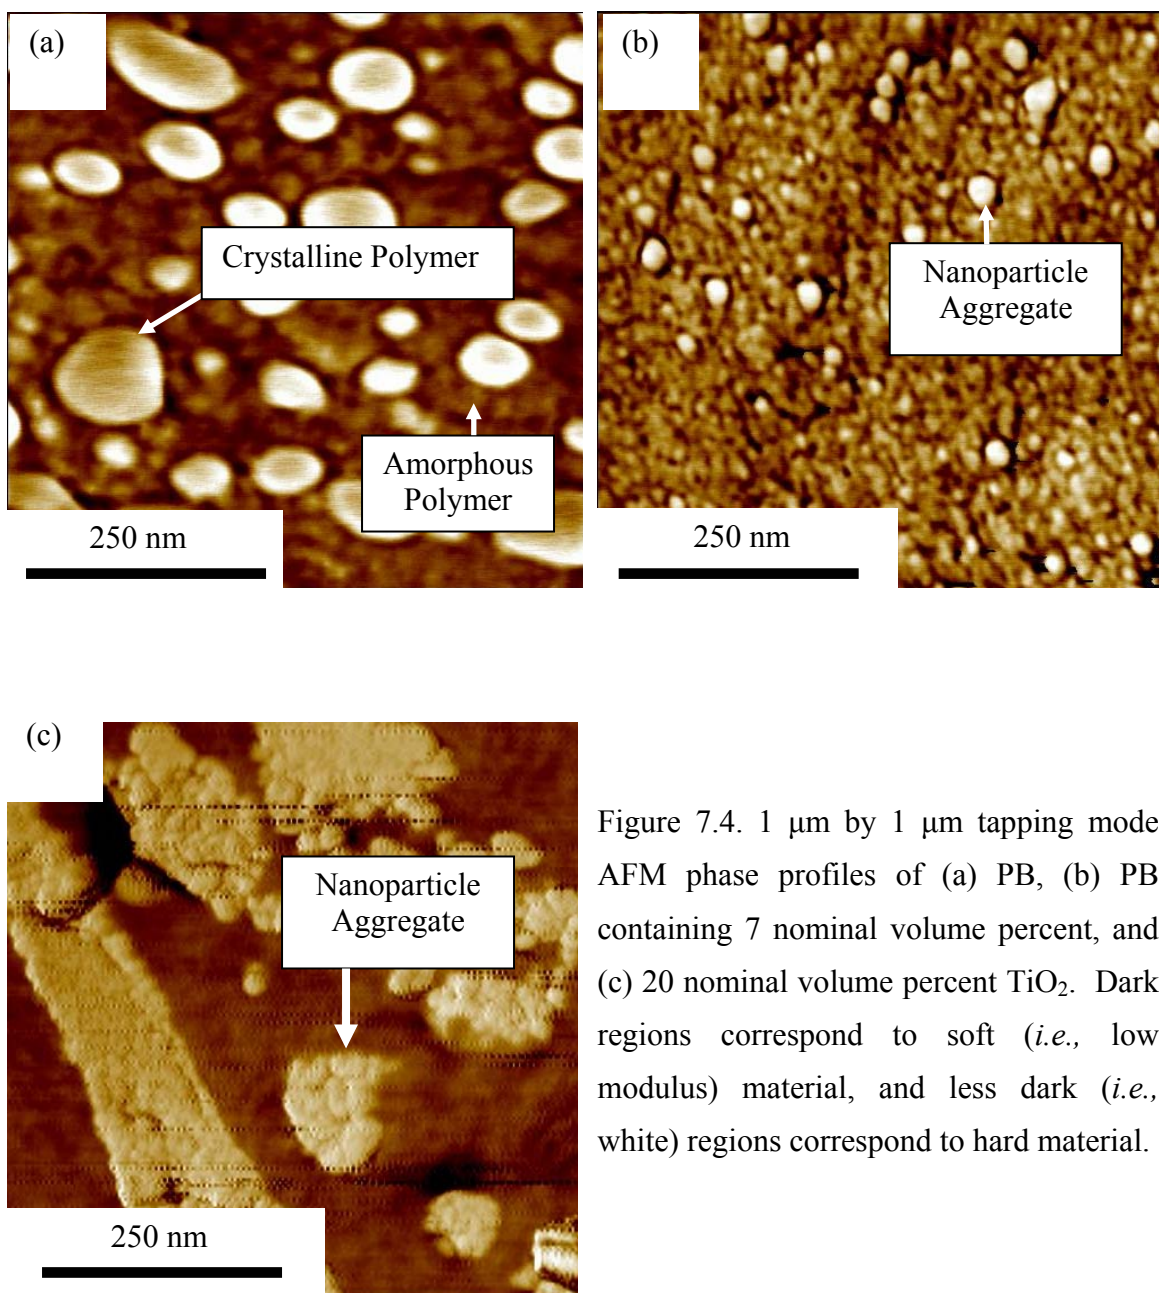 (a)
Crystalline Polymer
Amorphous
Polymer
250 nm
(b)
Nanoparticle
Aggregate
250 nm
(c)
Nanoparticle
Aggregate
250 nm
Figure 7.4. 1 μm by 1 μm tapping mode
AFM phase profiles of (a) PB, (b) PB
containing 7 nominal volume percent, and
(c) 20 nominal volume percent TiO₂. Dark
regions correspond to soft (i.e., low
modulus) material, and less dark (i.e.,
white) regions correspond to hard material.